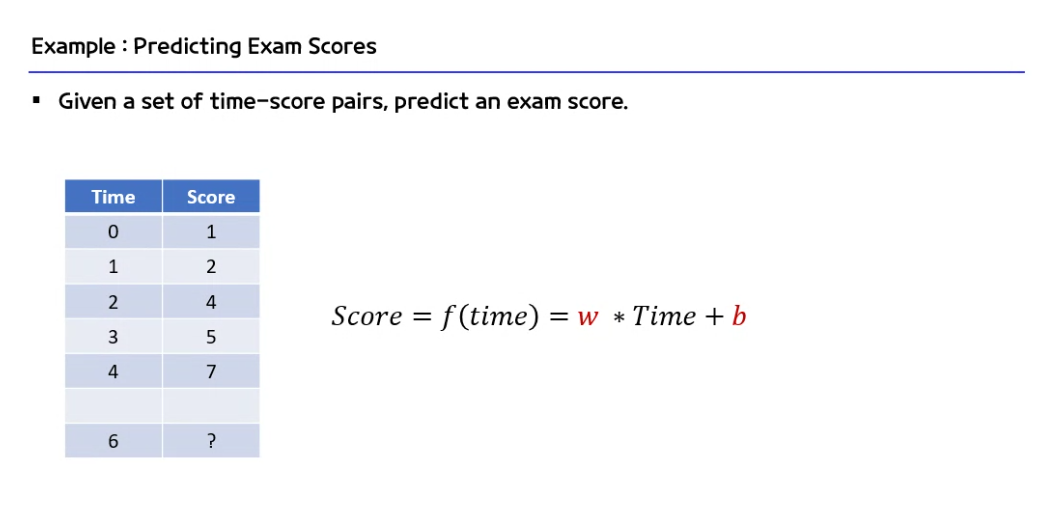 Example : Predicting Exam Scores
▪ Given a set of time-score pairs, predict an exam score.
Time Score
0 1
1 2
2 4
3 5
4 7
6 ?
Score = f(time) = w * Time + b